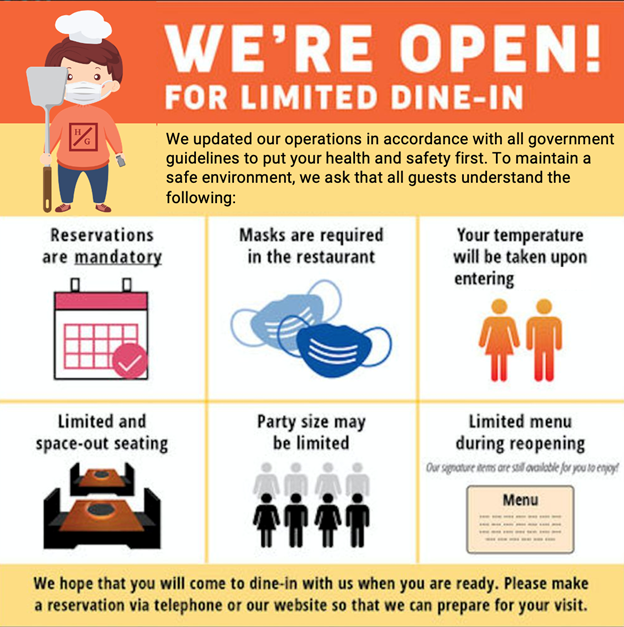 WE'RE OPEN!
FOR LIMITED DINE-IN
H
G
We updated our operations in accordance with all government
guidelines to put your health and safety first. To maintain a
safe environment, we ask that all guests understand the
following:
Reservations
are mandatory
Masks are required
in the restaurant
Your temperature
will be taken upon
entering
Limited and
space-out seating
Party size may
be limited
Limited menu
during reopening
Our signature items are still available for you to enjoy!
Menu
We hope that you will come to dine-in with us when you are ready. Please make
a reservation via telephone or our website so that we can prepare for your visit.